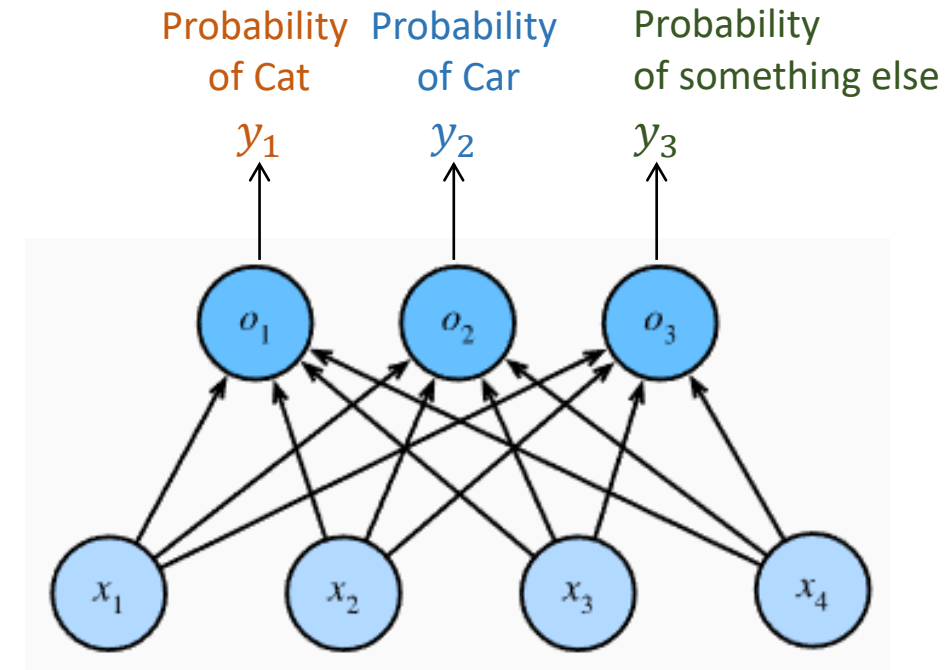 Probability
of Cat
Probability
of Car
Probability
of something else
y₁
y₂
y₃
o₁
o₂
o₃
x₁
x₂
x₃
x₄